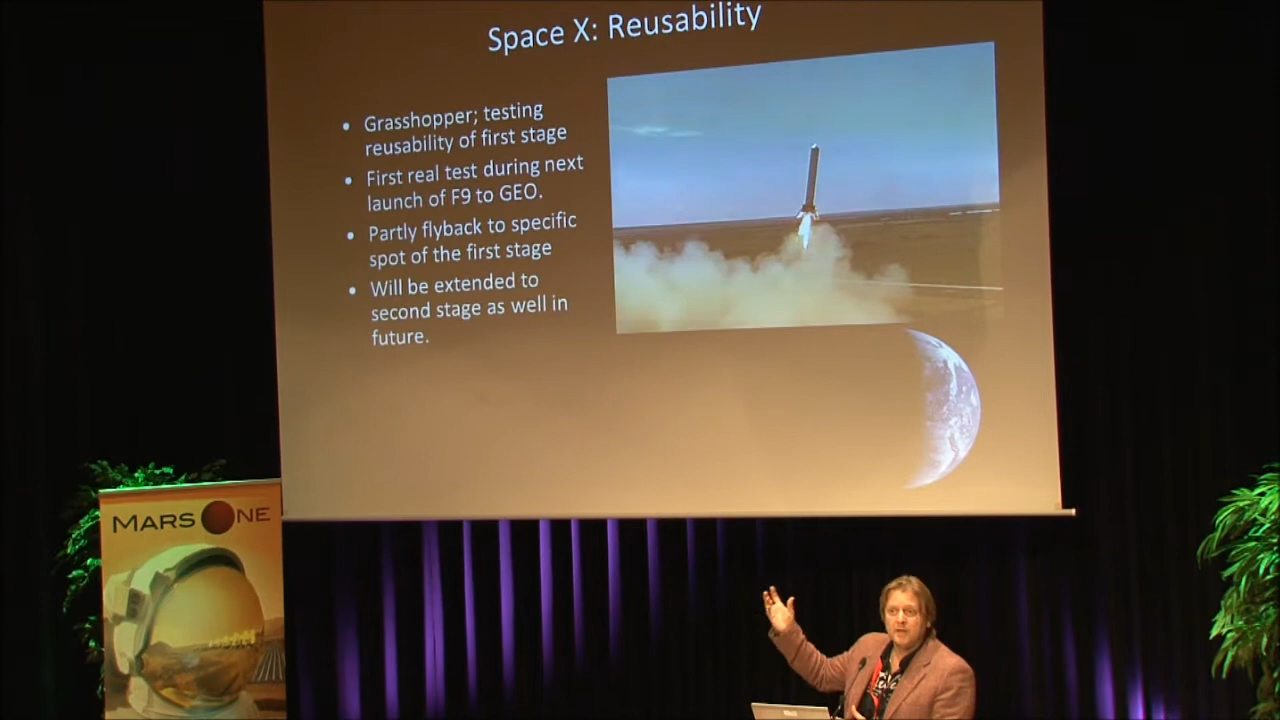 Space X: Reusability
• Grasshopper; testing
reusability of first stage
• First real test during next
launch of F9 to GEO.
• Partly flyback to specific
spot of the first stage
• Will be extended to
second stage as well in
future.
MARS ONE